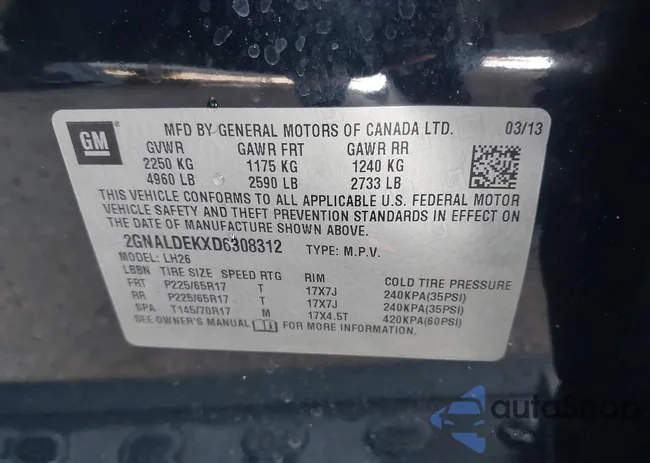 GM
MFD BY GENERAL MOTORS OF CANADA LTD. 03/13
GVWR GAWR FRT GAWR RR
2250 KG 1175 KG 1240 KG
4960 LB 2590 LB 2733 LB
THIS VEHICLE CONFORMS TO ALL APPLICABLE U.S. FEDERAL MOTOR
VEHICLE SAFETY AND THEFT PREVENTION STANDARDS IN EFFECT ON
THE DATE OF MANUFACTURE SHOWN ABOVE.
2GNALDEKXD6308312 TYPE: M.P.V.
MODEL: LH26
LBBN TIRE SIZE SPEED RTG RIM COLD TIRE PRESSURE
FRT P225/65R17 T 17X7J 240KPA(35PSI)
RR P225/65R17 T 17X7J 240KPA(35PSI)
SPA T145/70R17 M 17X4.5T 420KPA(60PSI)
SEE OWNER'S MANUAL i FOR MORE INFORMATION.
autoSnap